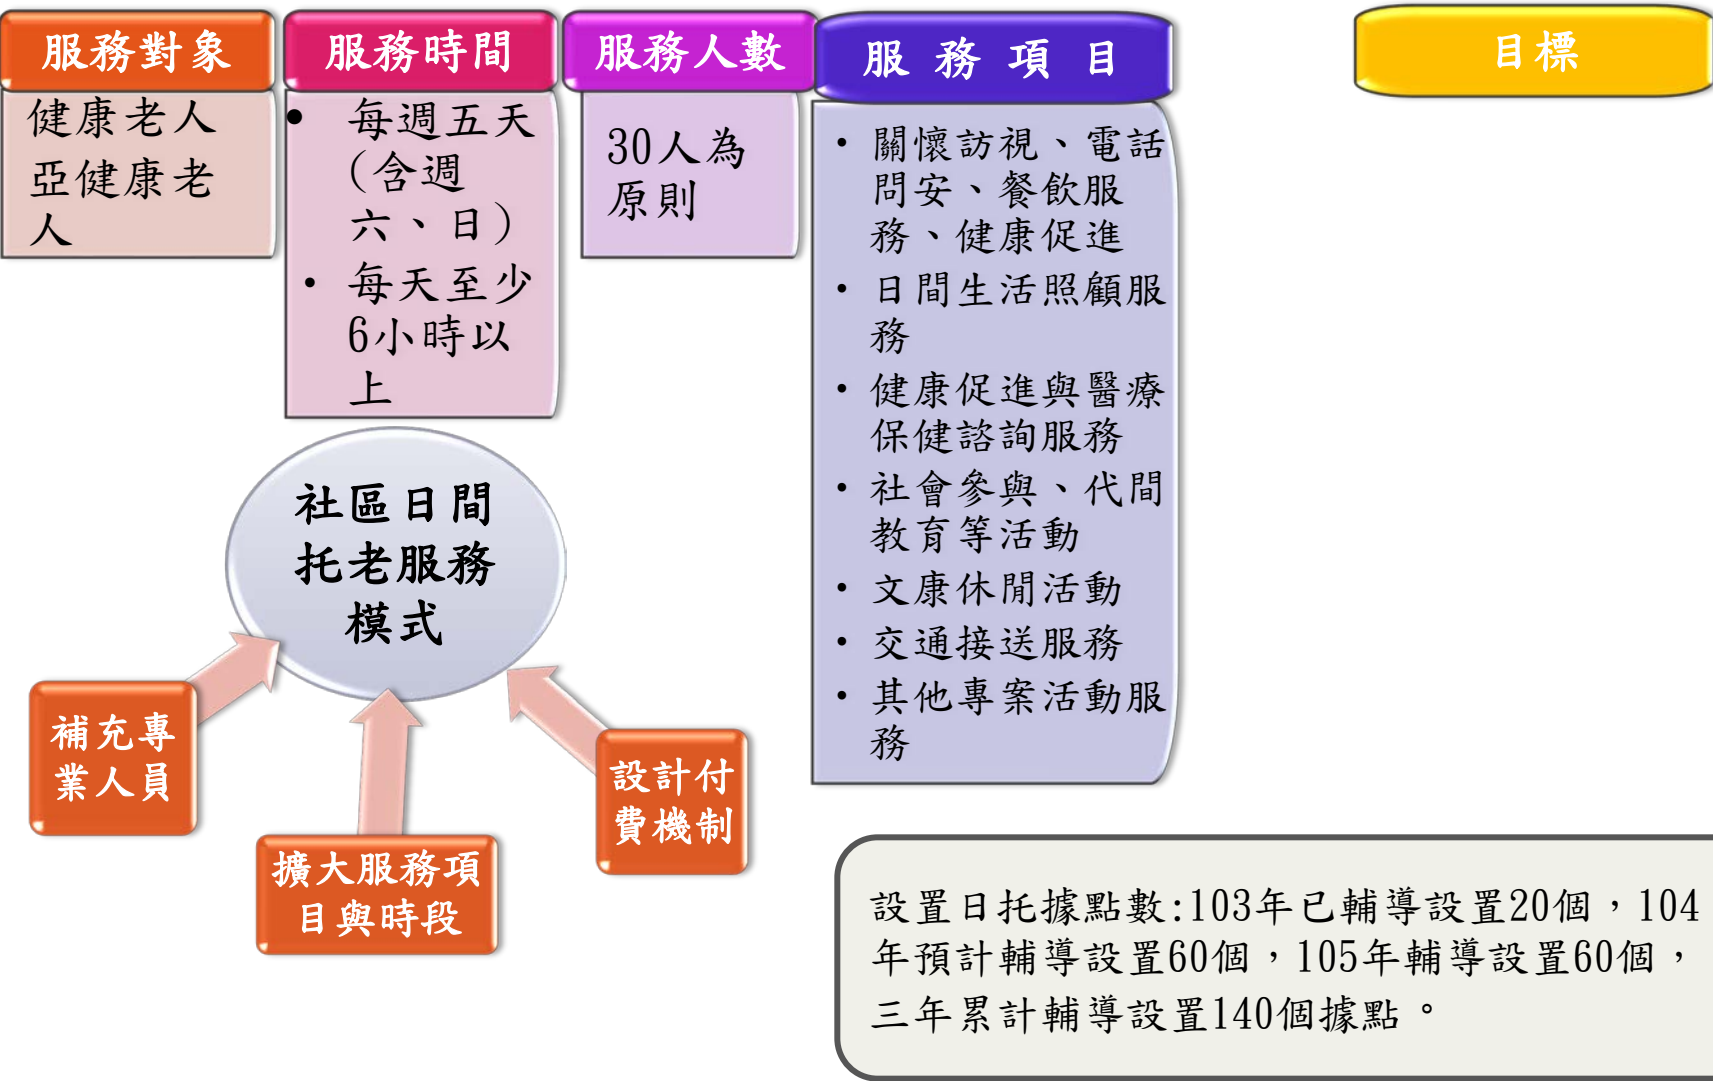 服務對象
健康老人
亞健康老
人
服務時間
• 每週五天
(含週
六、日)
• 每天至少
6小時以
上
服務人數
30人為
原則
服 務 項 目
• 關懷訪視、電話
問安、餐飲服
務、健康促進
• 日間生活照顧服
務
• 健康促進與醫療
保健諮詢服務
• 社會參與、代間
教育等活動
• 文康休閒活動
• 交通接送服務
• 其他專案活動服
務
目標
社區日間
托老服務
模式
補充專
業人員
擴大服務項
目與時段
設計付
費機制
設置日托據點數:103年已輔導設置20個，104
年預計輔導設置60個，105年輔導設置60個，
三年累計輔導設置140個據點。